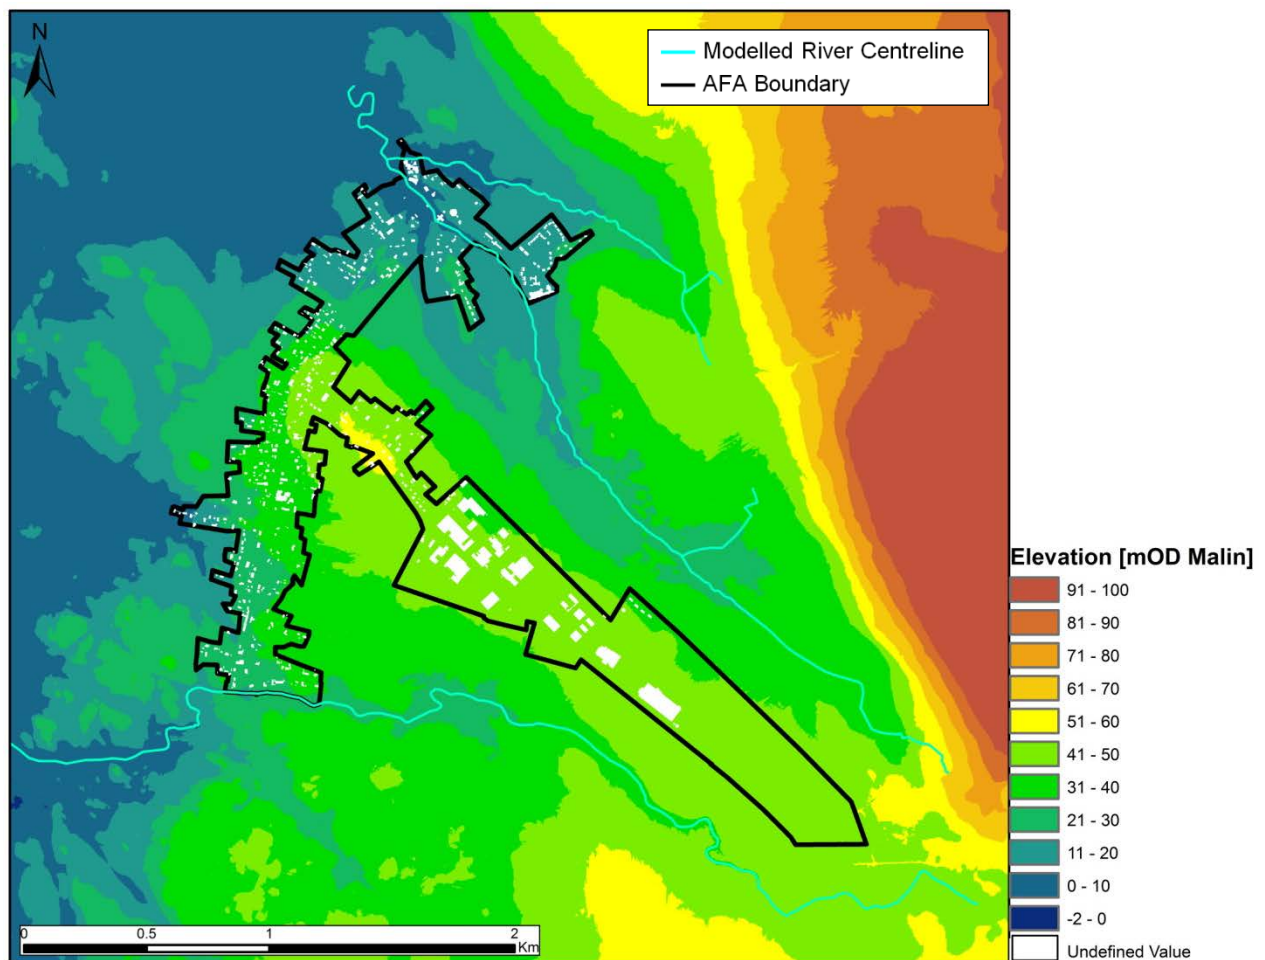 N
Modelled River Centreline
AFA Boundary
Elevation [mOD Malin]
91 - 100
81 - 90
71 - 80
61 - 70
51 - 60
41 - 50
31 - 40
21 - 30
11 - 20
0 - 10
-2 - 0
Undefined Value
0 0.5 1 2
Km